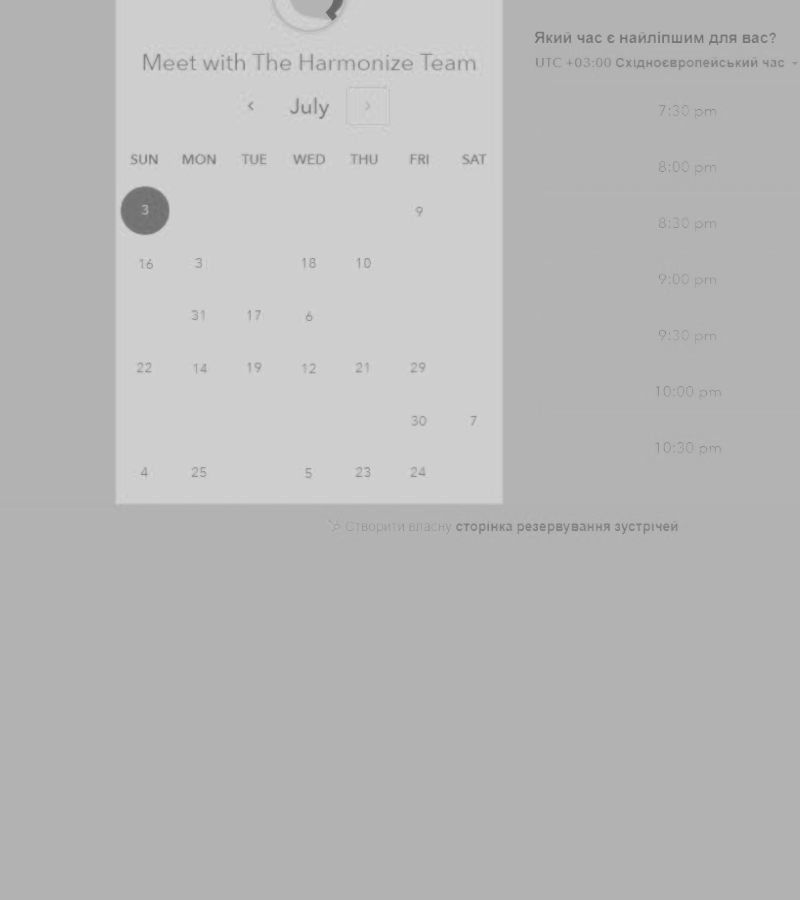 Meet with The Harmonize Team
‹ July ›
SUN MON TUE WED THU FRI SAT
3 9
16 3 18 10
31 17 6
22 14 19 12 21 29
30 7
4 25 5 23 24
Який час є найліпшим для вас?
UTC +03:00 Східноєвропейський час
7:30 pm
8:00 pm
8:30 pm
9:00 pm
9:30 pm
10:00 pm
10:30 pm
Створити власну сторінка резервування зустрічей